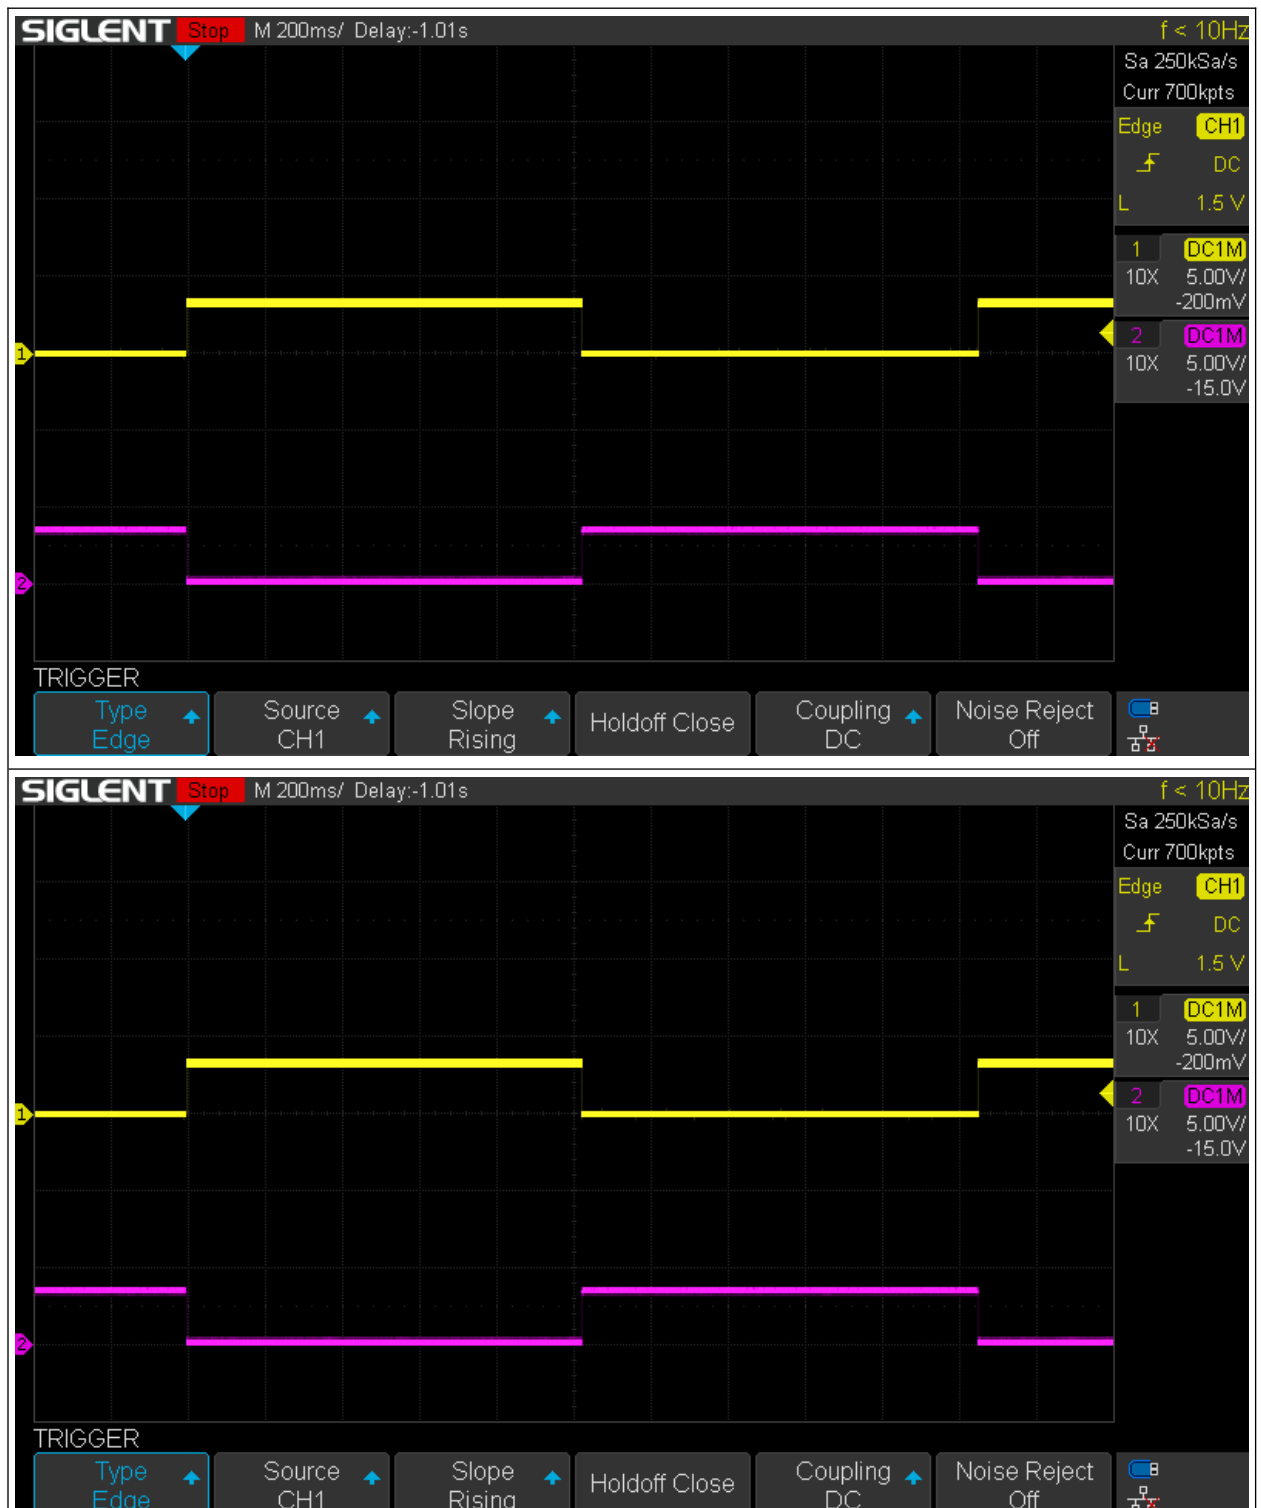 SIGLENT Stop M 200ms/ Delay:-1.01s f < 10Hz
Sa 250kSa/s
Curr 700kpts
Edge CH1
DC
L 1.5 V
1 DC1M
10X 5.00V/
-200mV
2 DC1M
10X 5.00V/
-15.0V
1
2
TRIGGER
Type Source Slope Holdoff Close Coupling Noise Reject
Edge CH1 Rising DC Off
SIGLENT Stop M 200ms/ Delay:-1.01s f < 10Hz
Sa 250kSa/s
Curr 700kpts
Edge CH1
DC
L 1.5 V
1 DC1M
10X 5.00V/
-200mV
2 DC1M
10X 5.00V/
-15.0V
1
2
TRIGGER
Type Source Slope Holdoff Close Coupling Noise Reject
Edge CH1 Rising DC Off